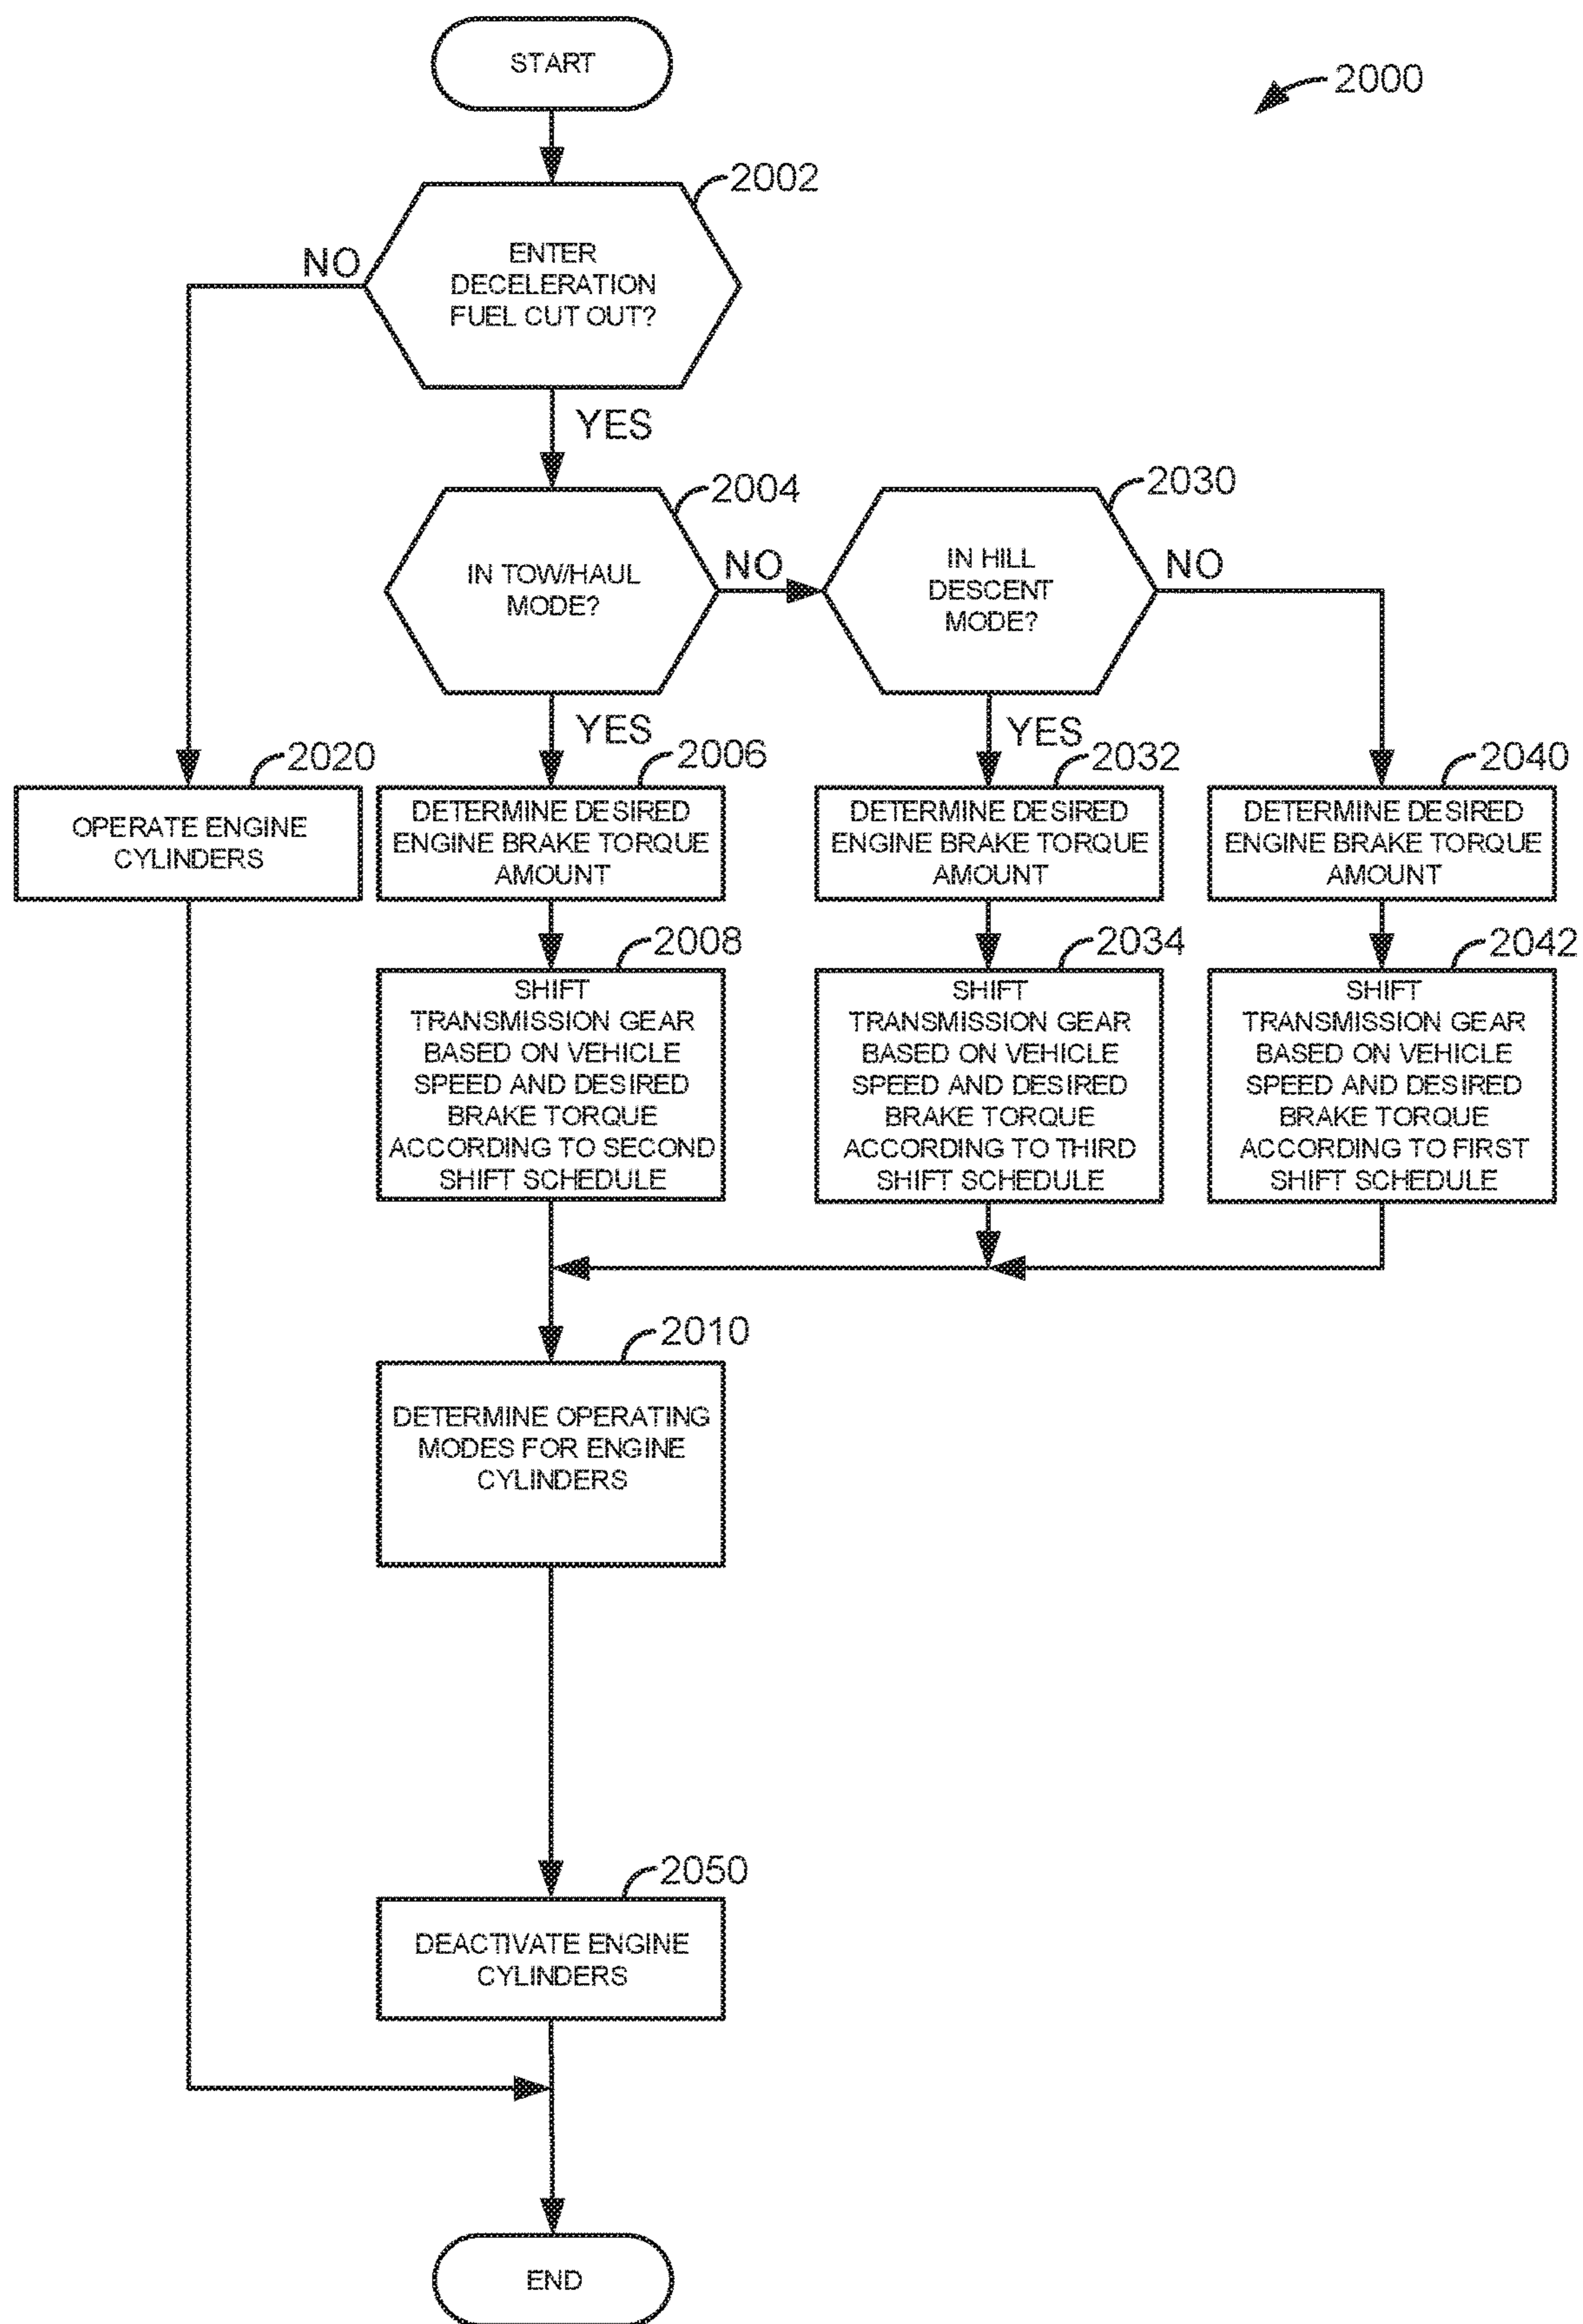 START
2000
2002
ENTER
DECELERATION
FUEL CUT OUT?
NO
YES
2004
IN TOW/HAUL
MODE?
NO
2030
IN HILL
DESCENT
MODE?
NO
YES
YES
2020
OPERATE ENGINE
CYLINDERS
2006
DETERMINE DESIRED
ENGINE BRAKE TORQUE
AMOUNT
2032
DETERMINE DESIRED
ENGINE BRAKE TORQUE
AMOUNT
2040
DETERMINE DESIRED
ENGINE BRAKE TORQUE
AMOUNT
2008
SHIFT
TRANSMISSION GEAR
BASED ON VEHICLE
SPEED AND DESIRED
BRAKE TORQUE
ACCORDING TO SECOND
SHIFT SCHEDULE
2034
SHIFT
TRANSMISSION GEAR
BASED ON VEHICLE
SPEED AND DESIRED
BRAKE TORQUE
ACCORDING TO THIRD
SHIFT SCHEDULE
2042
SHIFT
TRANSMISSION GEAR
BASED ON VEHICLE
SPEED AND DESIRED
BRAKE TORQUE
ACCORDING TO FIRST
SHIFT SCHEDULE
2010
DETERMINE OPERATING
MODES FOR ENGINE
CYLINDERS
2050
DEACTIVATE ENGINE
CYLINDERS
END